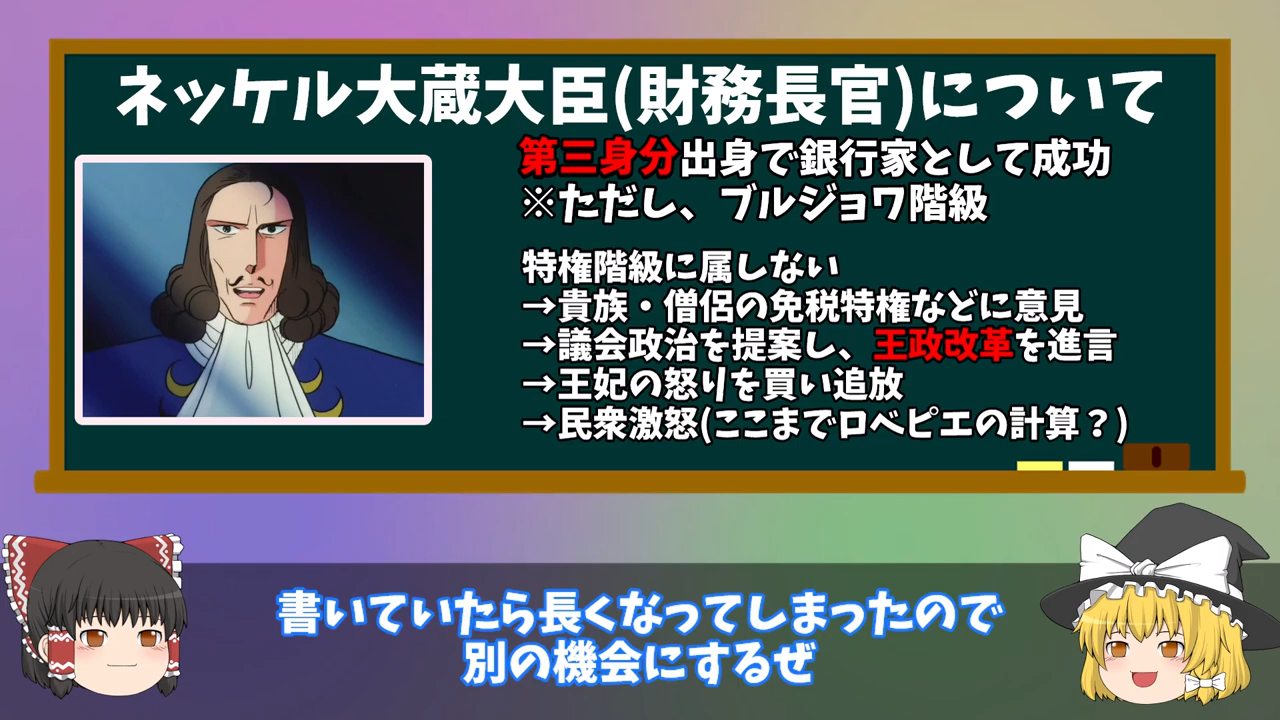 ネッケル大蔵大臣(財務長官)について
第三身分出身で銀行家として成功
※ただし、ブルジョワ階級
特権階級に属しない
→貴族・僧侶の免税特権などに意見
→議会政治を提案し、王政改革を進言
→王妃の怒りを買い追放
→民衆激怒(ここまでロベピエの計算？)
書いていたら長くなってしまったので
別の機会にするぜ